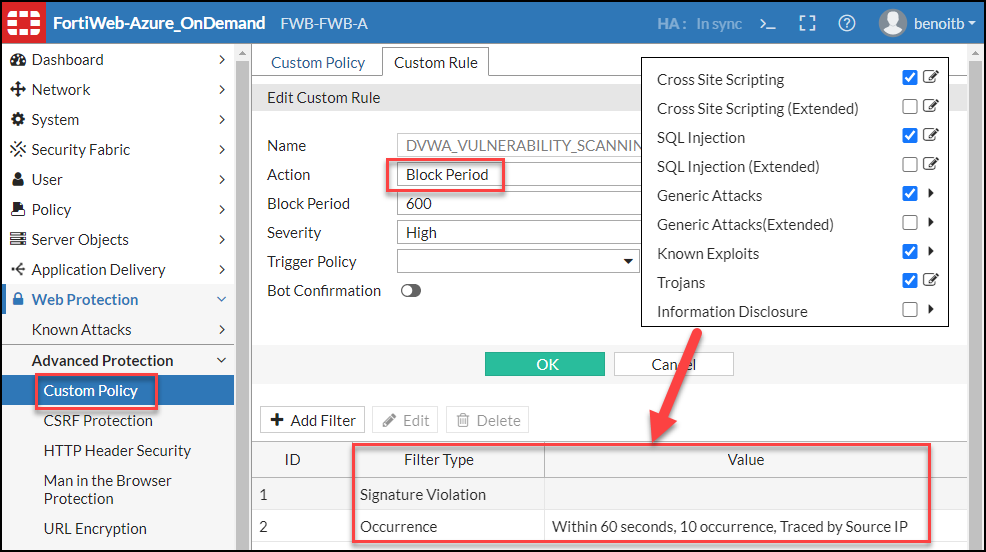 FortiWeb-Azure_OnDemand FWB-FWB-A HA: In sync >_ benoitb
Dashboard
Network
System
Security Fabric
User
Policy
Server Objects
Application Delivery
Web Protection
Known Attacks
Advanced Protection
Custom Policy
CSRF Protection
HTTP Header Security
Man in the Browser
Protection
URL Encryption
Custom Policy Custom Rule
Edit Custom Rule
Name DVWA_VULNERABILITY_SCANNIN
Action Block Period
Block Period 600
Severity High
Trigger Policy
Bot Confirmation
Cross Site Scripting
Cross Site Scripting (Extended)
SQL Injection
SQL Injection (Extended)
Generic Attacks
Generic Attacks(Extended)
Known Exploits
Trojans
Information Disclosure
OK Cancel
+ Add Filter Edit Delete
ID Filter Type Value
1 Signature Violation
2 Occurrence Within 60 seconds, 10 occurrence, Traced by Source IP